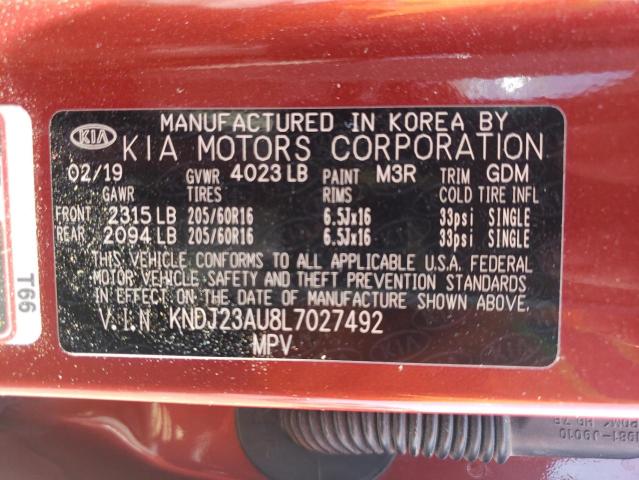 KIA
MANUFACTURED IN KOREA BY
KIA MOTORS CORPORATION
02/19 GVWR 4023 LB PAINT M3R TRIM GDM
GAWR TIRES RIMS COLD TIRE INFL
FRONT 2315 LB 205/60R16 6.5Jx16 33psi SINGLE
REAR 2094 LB 205/60R16 6.5Jx16 33psi SINGLE
THIS VEHICLE CONFORMS TO ALL APPLICABLE U.S.A. FEDERAL
MOTOR VEHICLE SAFETY AND THEFT PREVENTION STANDARDS
IN EFFECT ON THE DATE OF MANUFACTURE SHOWN ABOVE.
V.I.N KNDJ23AU8L7027492
MPV
T66